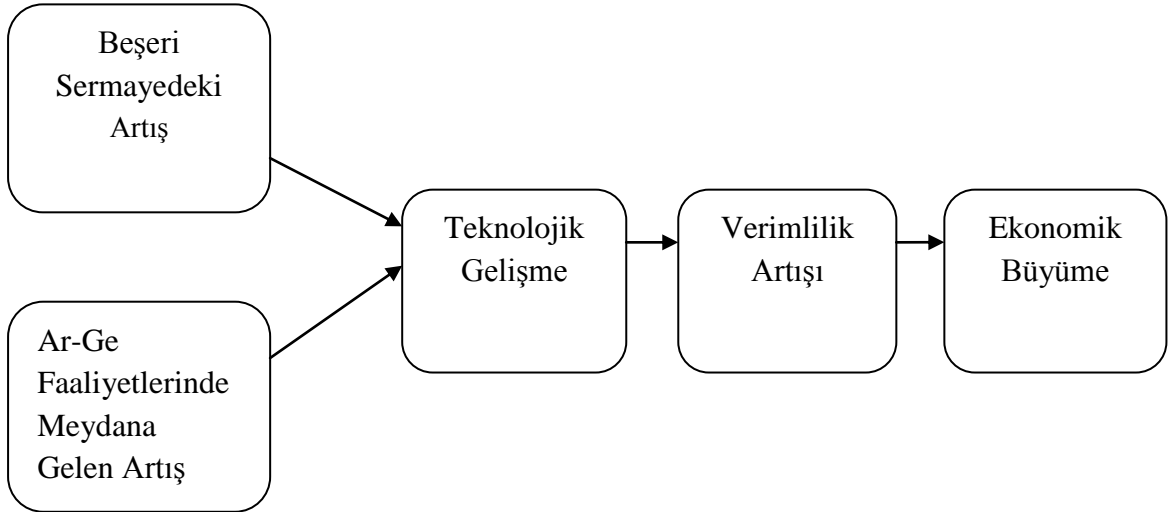 Beşeri
Sermayedeki
Artış
Ar-Ge
Faaliyetlerinde
Meydana
Gelen Artış
Teknolojik
Gelişme
Verimlilik
Artışı
Ekonomik
Büyüme